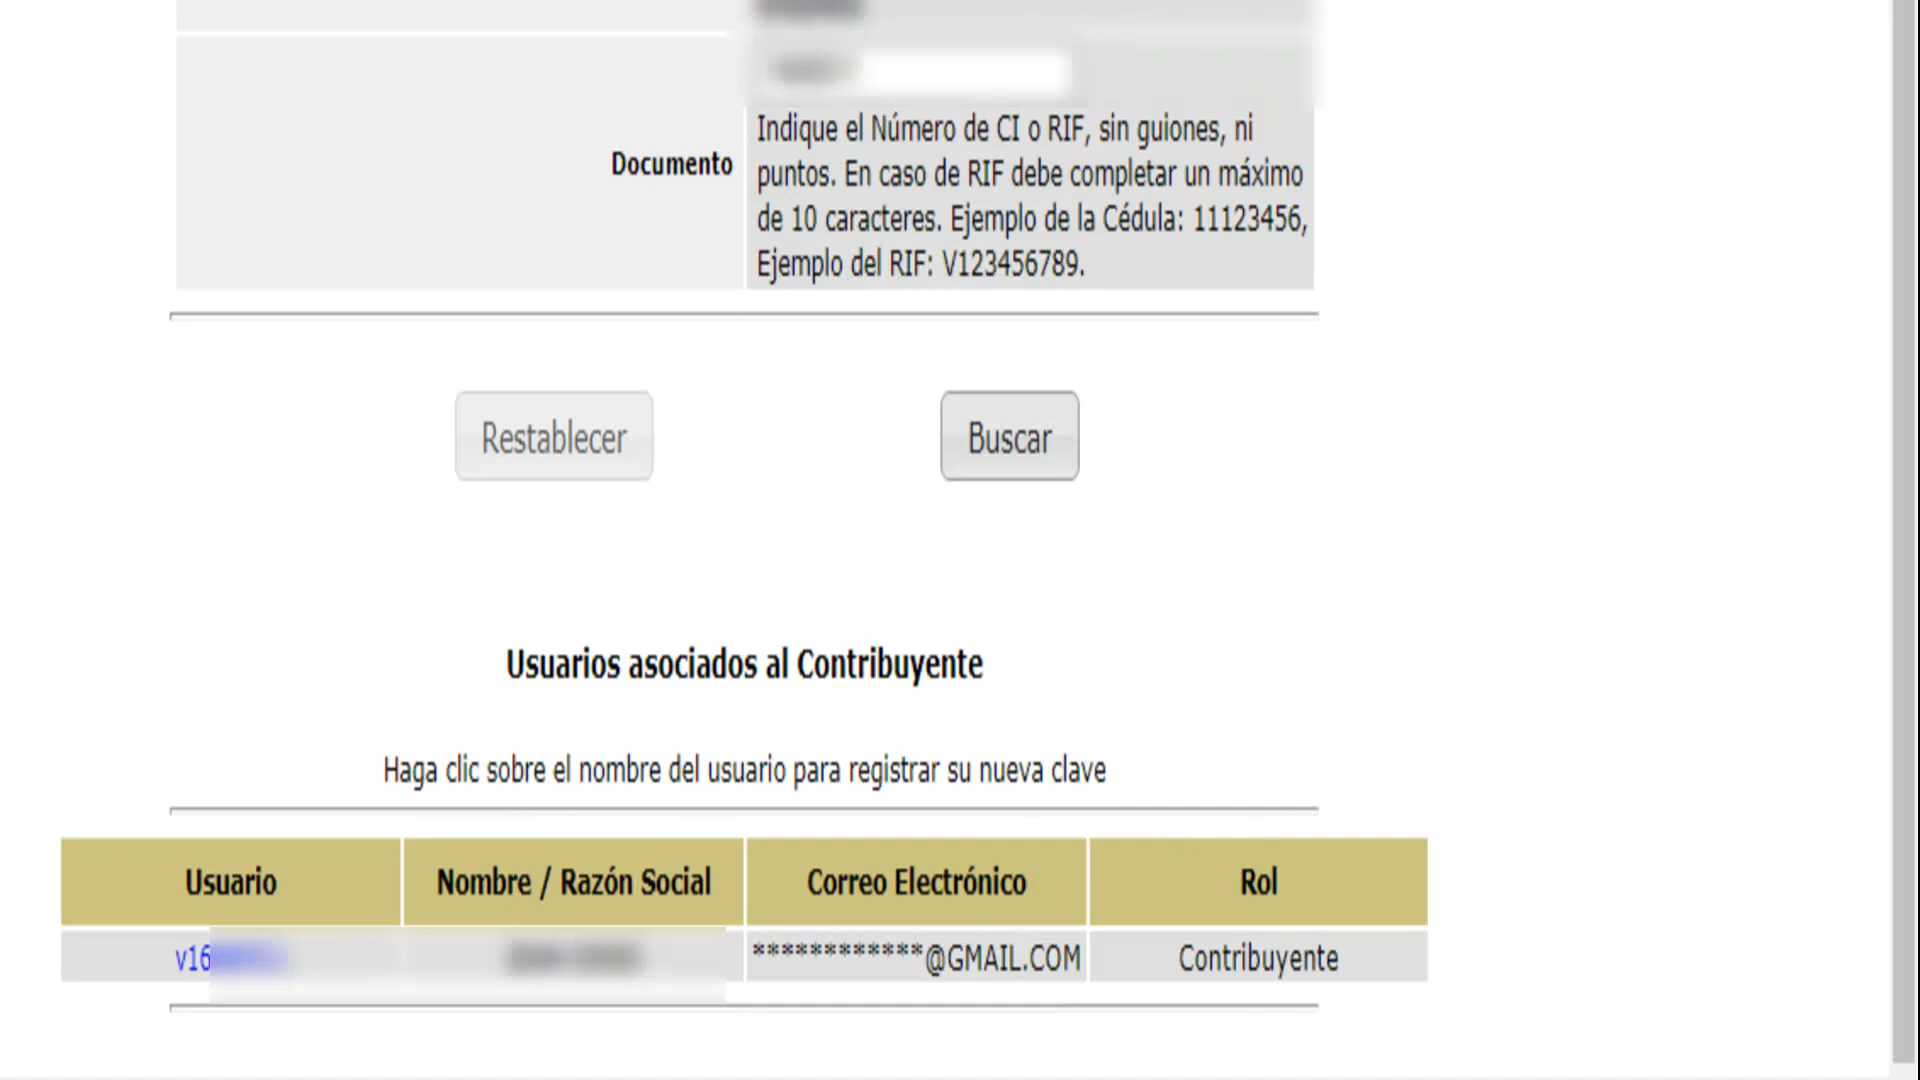 Indique el Número de CI o RIF, sin guiones, ni
Documento
puntos. En caso de RIF debe completar un máximo
de 10 caracteres. Ejemplo de la Cédula: 11123456,
Ejemplo del RIF: V123456789.
Restablecer
Buscar
Usuarios asociados al Contribuyente
Haga clic sobre el nombre del usuario para registrar su nueva clave
Usuario
Nombre / Razón Social
Correo Electrónico
Rol
v16
************@GMAIL.COM
Contribuyente